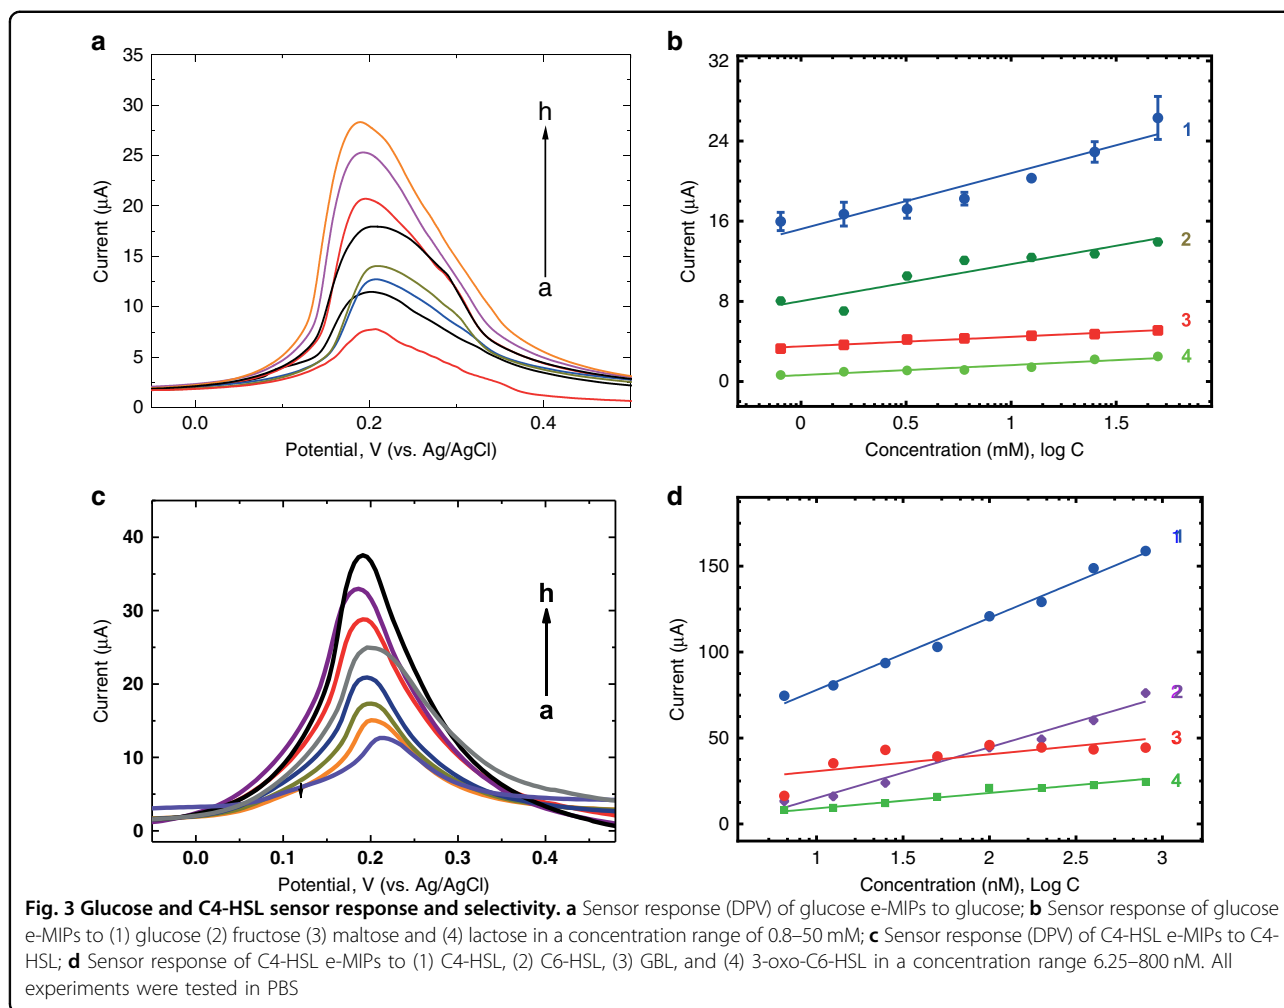 a
35
30
25
20
15
10
5
0
0.0
0.2
0.4
Current (µA)
Potential, V (vs. Ag/AgCl)
h
a
b
32
24
16
8
0
0
0.5
1
1.5
Current (µA)
Concentration (mM), log C
1
2
3
4
c
40
30
20
10
0
0.0
0.1
0.2
0.3
0.4
Current (µA)
Potential, V (vs. Ag/AgCl)
h
a
d
150
100
50
0
1
1.5
2
2.5
3
Current (µA)
Concentration (nM), Log C
1
2
3
4
Fig. 3 Glucose and C4-HSL sensor response and selectivity. a Sensor response (DPV) of glucose e-MIPs to glucose; b Sensor response of glucose
e-MIPs to (1) glucose (2) fructose (3) maltose and (4) lactose in a concentration range of 0.8–50 mM; c Sensor response (DPV) of C4-HSL e-MIPs to C4-
HSL; d Sensor response of C4-HSL e-MIPs to (1) C4-HSL, (2) C6-HSL, (3) GBL, and (4) 3-oxo-C6-HSL in a concentration range 6.25–800 nM. All
experiments were tested in PBS